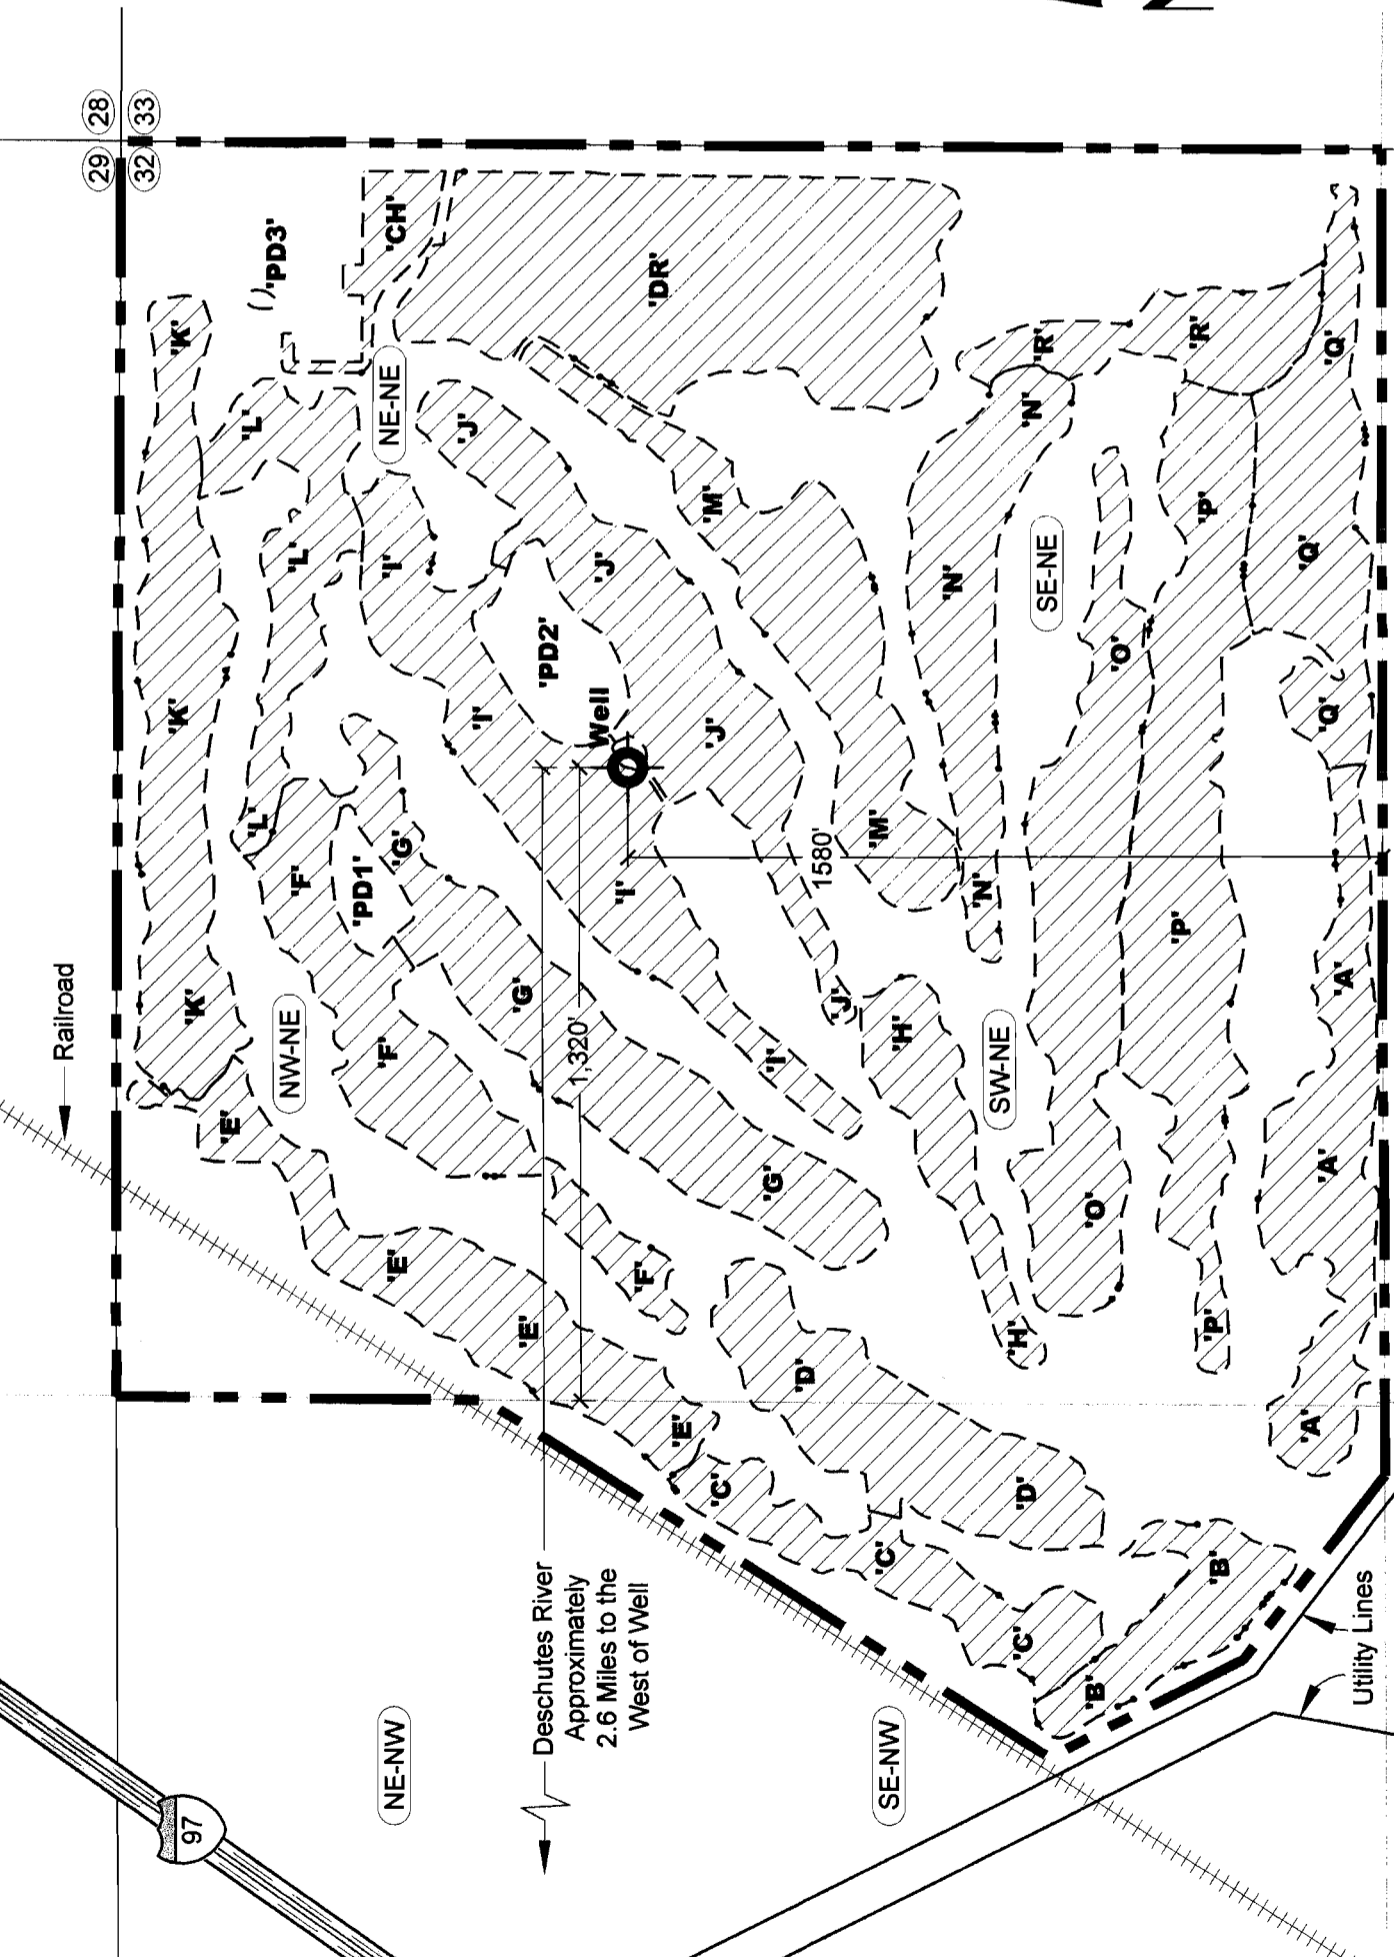 28
33
29
32
'PD3'
'CH'
'DR'
'K'
'L'
NE-NE
'J'
'R'
'R'
'Q'
'N'
'M'
'P'
'L'
'I'
'J'
'N'
SE-NE
'Q'
'O'
'PD2'
Well
'K'
'I'
'J'
'Q'
'L'
'F'
'PD1'
'G'
'I'
1580'
'M'
'N'
'P'
'A'
Railroad
'K'
NW-NE
'F'
'G'
1,320'
'J'
'H'
'I'
SW-NE
'E'
'G'
'O'
'A'
'E'
'F'
'E'
'D'
'H'
'P'
'A'
'E'
'C'
'D'
'C'
'B'
'C'
'B'
Deschutes River
Approximately
2.6 Miles to the
West of Well
Utility Lines
NE-NW
SE-NW
97